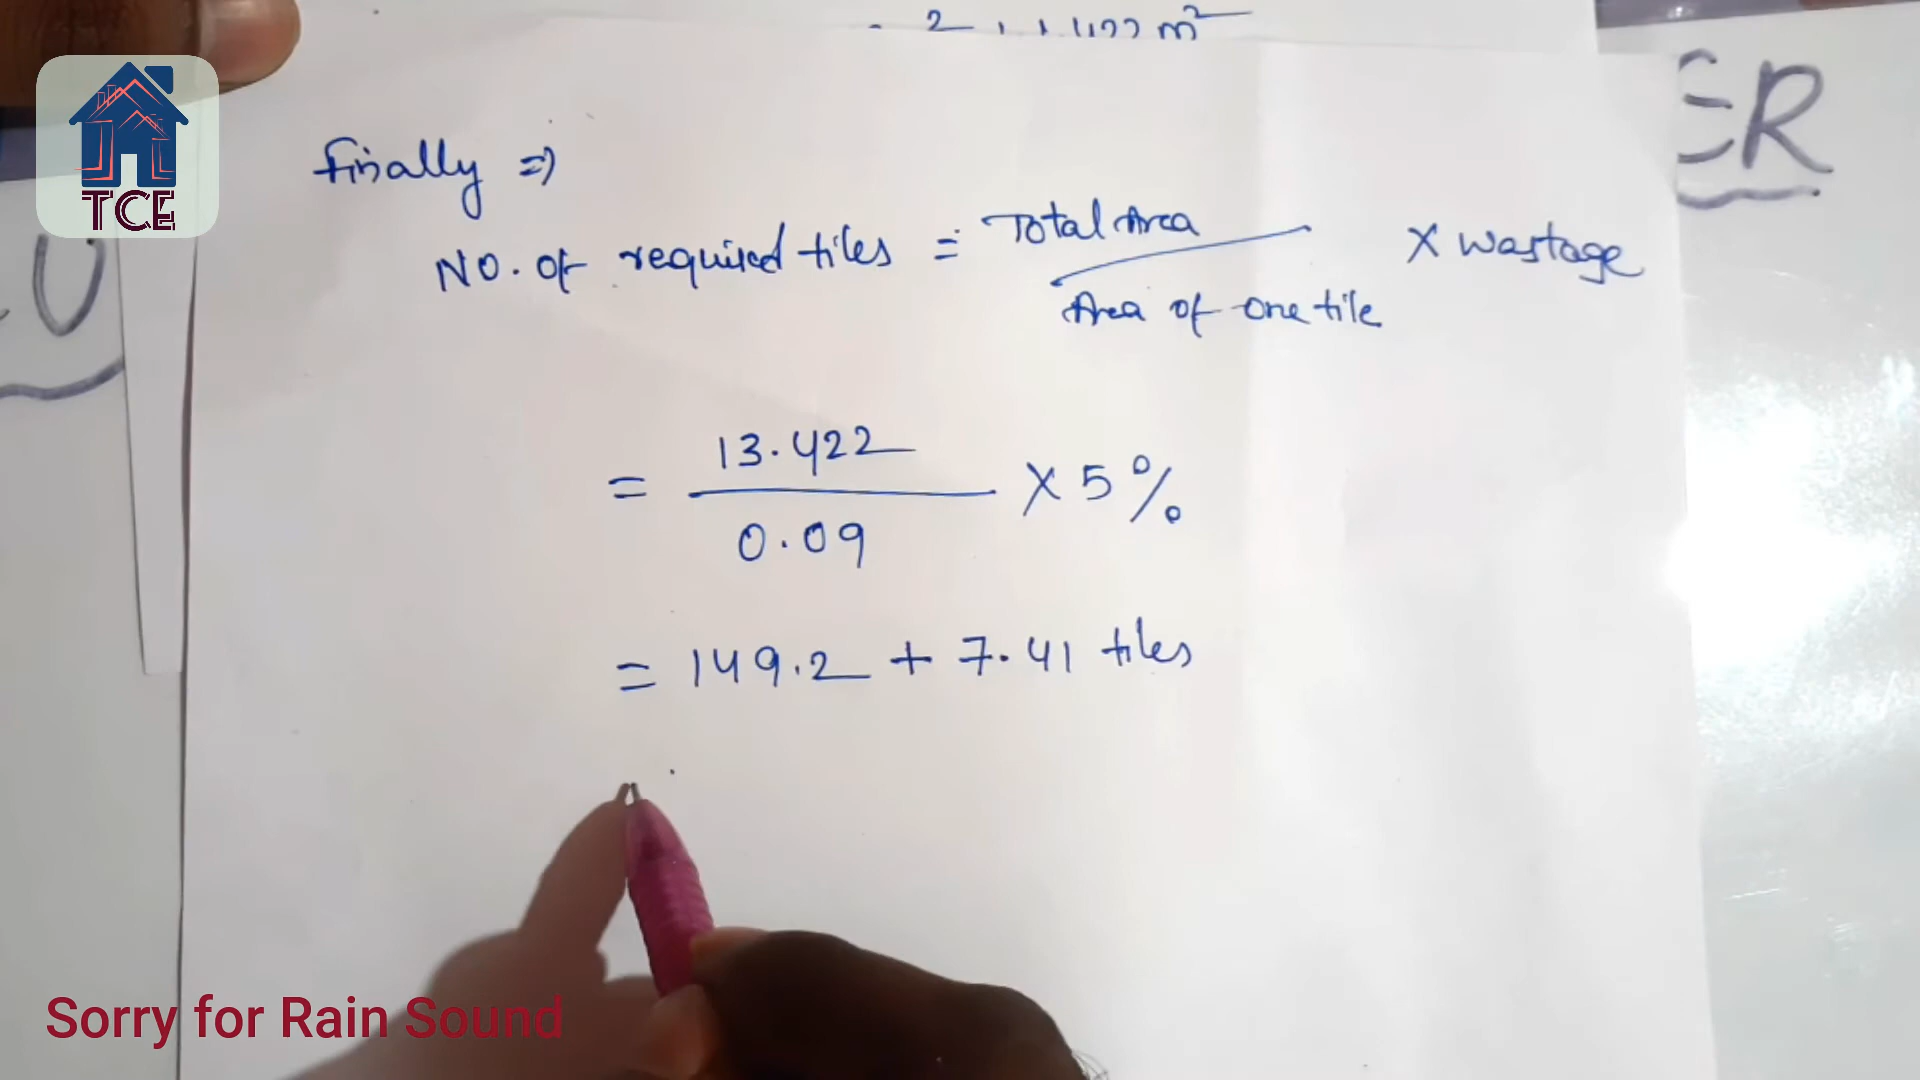 m²
TCE
ER
U
Finally ⇒
No. of required tiles = Total Area / Area of one tile × wastage
= 13.422 / 0.09 × 5%
= 149.2 + 7.41 tiles
Sorry for Rain Sound